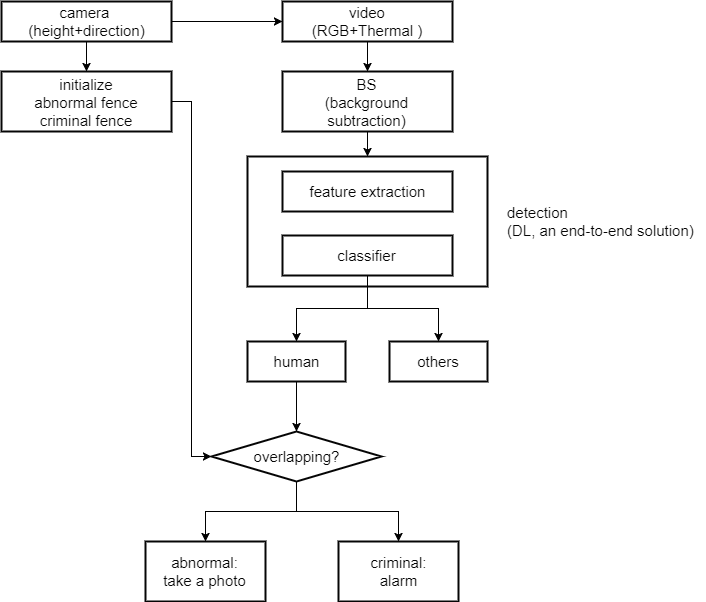 camera
(height+direction)
video
(RGB+Thermal )
initialize
abnormal fence
criminal fence
BS
(background
subtraction)
feature extraction
detection
(DL, an end-to-end solution)
classifier
human
others
overlapping?
abnormal:
take a photo
criminal:
alarm